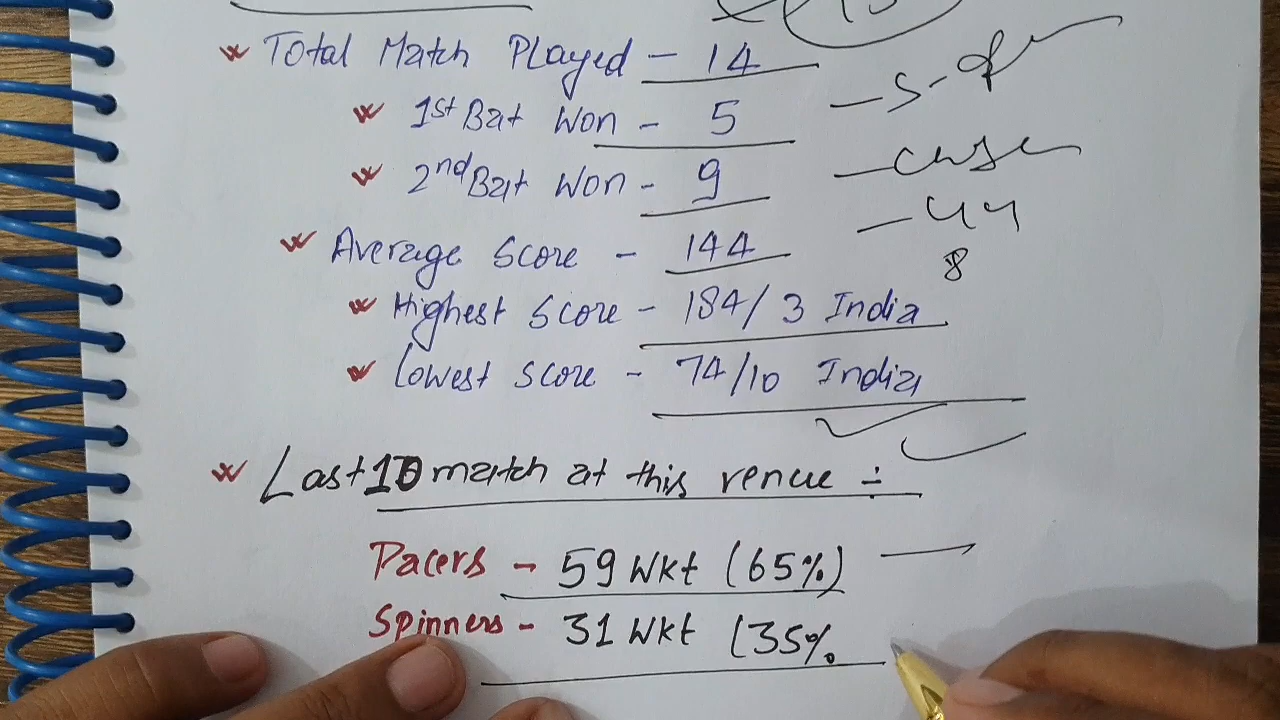 Total Match Played - 14
1st Bat Won - 5
2nd Bat Won - 9
Average Score - 144
44
8
Highest Score - 184/3 India
Lowest Score - 74/10 India
Last 10 match at this venue :-
Pacers - 59 Wkt (65%)
Spinners - 31 Wkt (35%